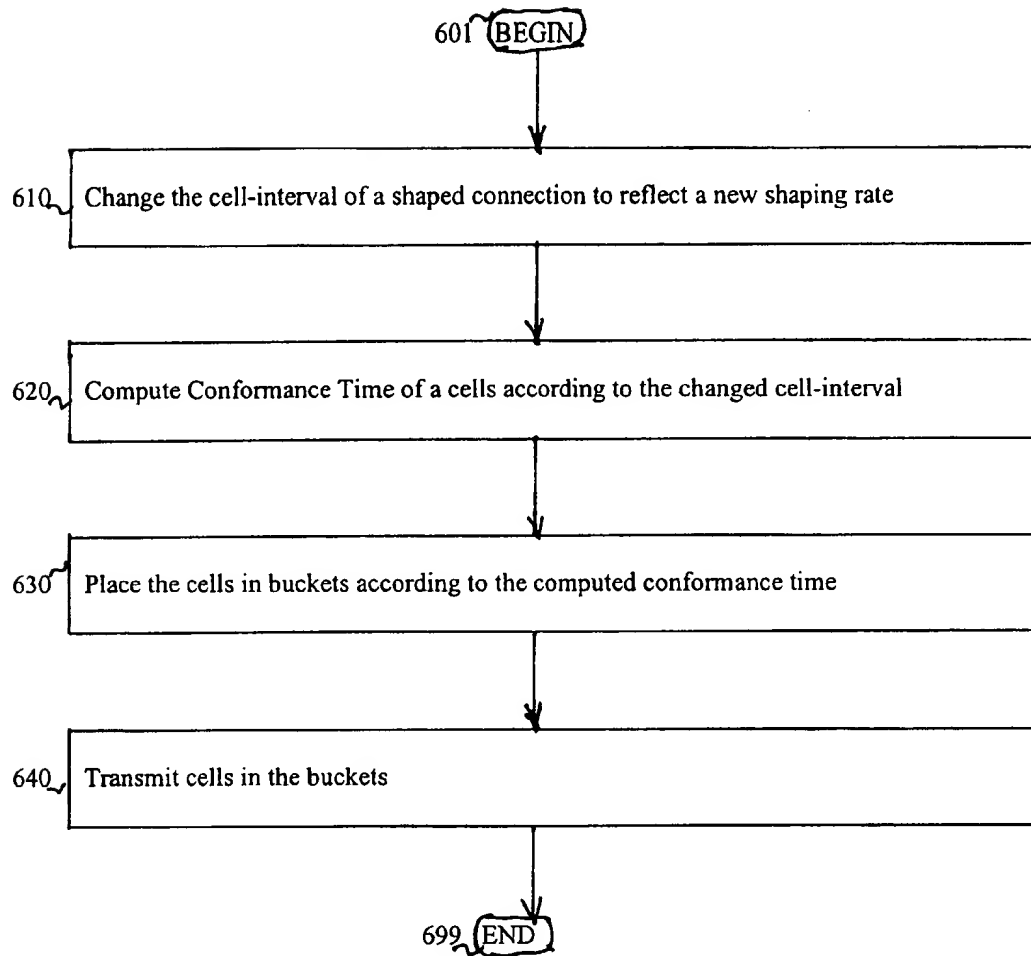 601 BEGIN
610 Change the cell-interval of a shaped connection to reflect a new shaping rate
620 Compute Conformance Time of a cells according to the changed cell-interval
630 Place the cells in buckets according to the computed conformance time
640 Transmit cells in the buckets
699 END